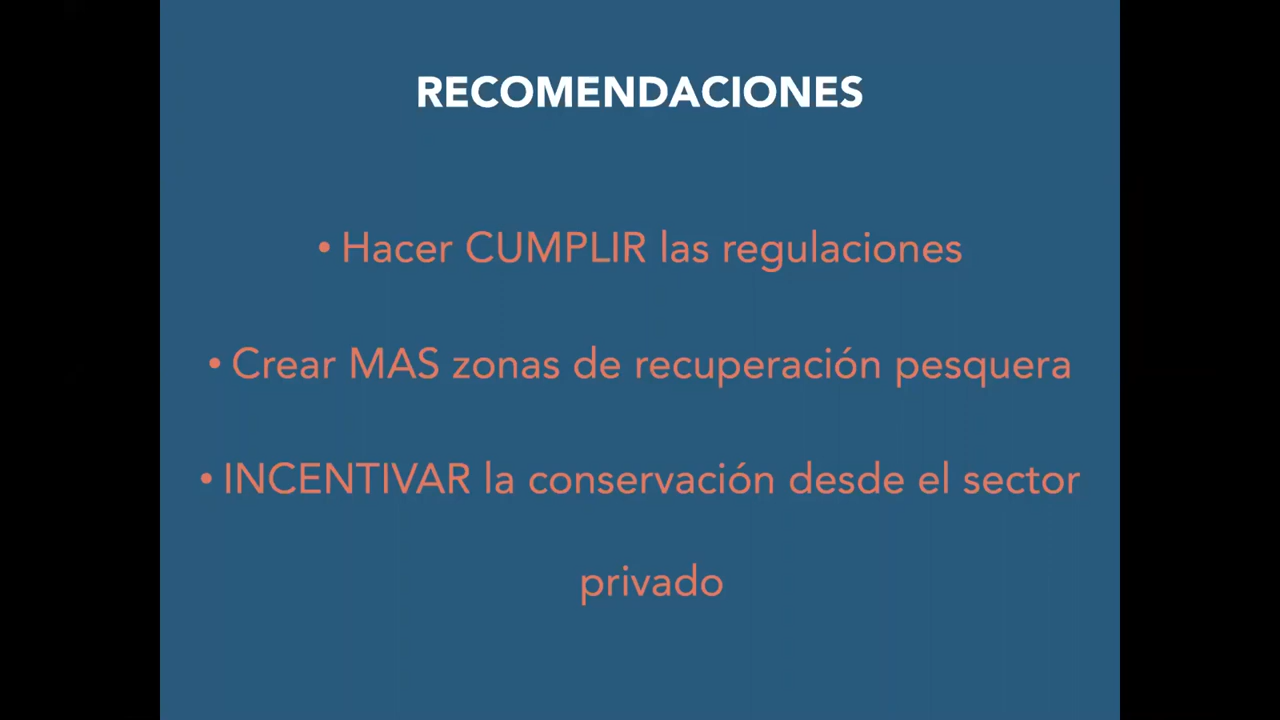 RECOMENDACIONES
• Hacer CUMPLIR las regulaciones
• Crear MAS zonas de recuperación pesquera
• INCENTIVAR la conservación desde el sector
privado